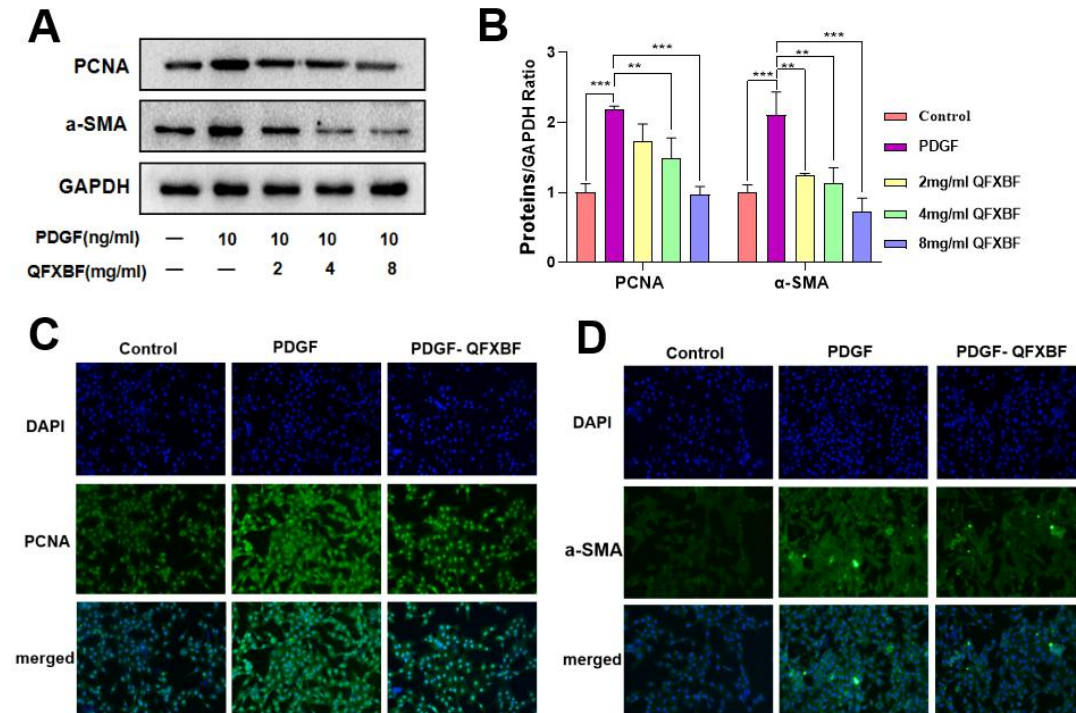 A
PCNA
a-SMA
GAPDH
PDGF(ng/ml) — 10 10 10 10
QFXBF(mg/ml) — — 2 4 8
B
Proteins/GAPDH Ratio
3
2
1
0
*** ** ***
*** ** ** ***
PCNA α-SMA
Control
PDGF
2mg/ml QFXBF
4mg/ml QFXBF
8mg/ml QFXBF
C
Control PDGF PDGF- QFXBF
DAPI
PCNA
merged
D
Control PDGF PDGF- QFXBF
DAPI
a-SMA
merged